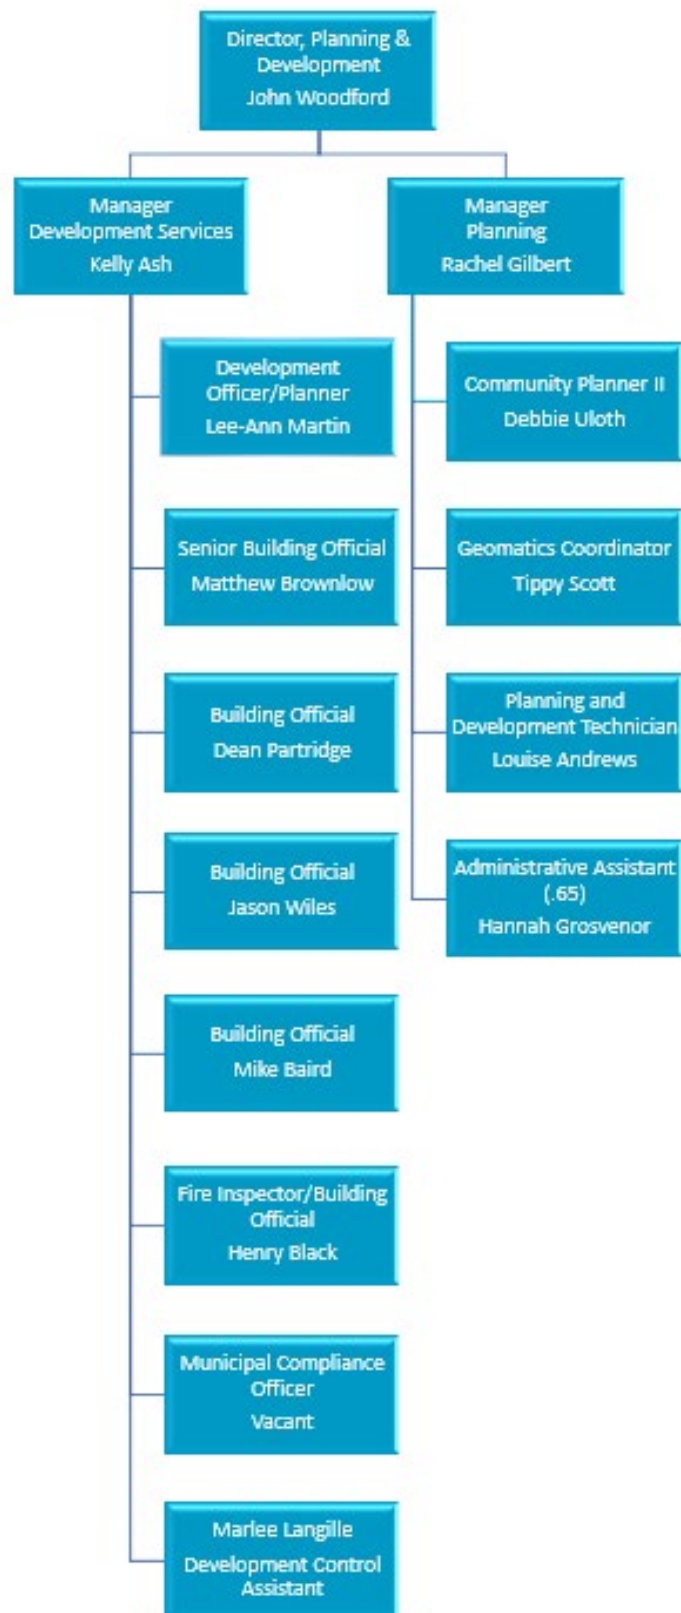 Director, Planning &
Development
John Woodford
Manager
Development Services
Kelly Ash
Manager
Planning
Rachel Gilbert
Development
Officer/Planner
Lee-Ann Martin
Senior Building Official
Matthew Brownlow
Building Official
Dean Partridge
Building Official
Jason Wiles
Building Official
Mike Baird
Fire Inspector/Building
Official
Henry Black
Municipal Compliance
Officer
Vacant
Marlee Langille
Development Control
Assistant
Community Planner II
Debbie Uloth
Geomatics Coordinator
Tippy Scott
Planning and
Development Technician
Louise Andrews
Administrative Assistant
(.65)
Hannah Grosvenor